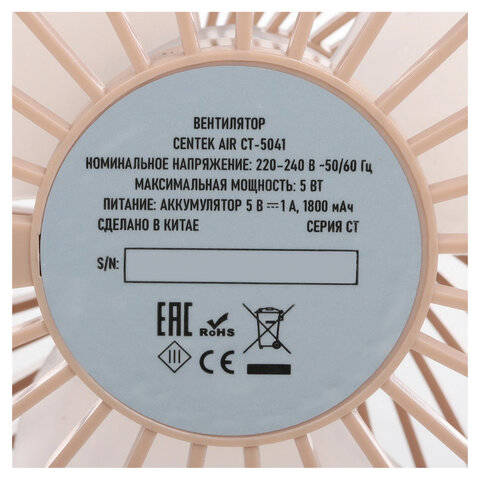 ВЕНТИЛЯТОР
CENTEK AIR CT-5041
НОМИНАЛЬНОЕ НАПРЯЖЕНИЕ: 220-240 В ~50/60 Гц
МАКСИМАЛЬНАЯ МОЩНОСТЬ: 5 ВТ
ПИТАНИЕ: АККУМУЛЯТОР 5 В ⎓ 1 А, 1800 мАч
СДЕЛАНО В КИТАЕ СЕРИЯ СТ
S/N:
EAC RoHS
III CE